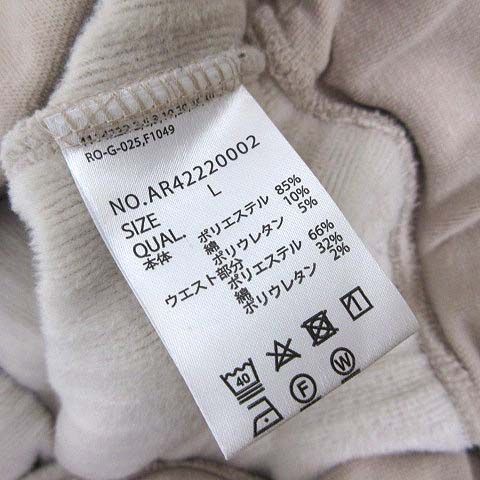 RO-G-025,F1049
NO.AR42220002
SIZE L
QUAL.
本体 ポリエステル 85%
綿 10%
ポリウレタン 5%
ウエスト部分
ポリエステル 66%
綿 32%
ポリウレタン 2%
40
1
F W